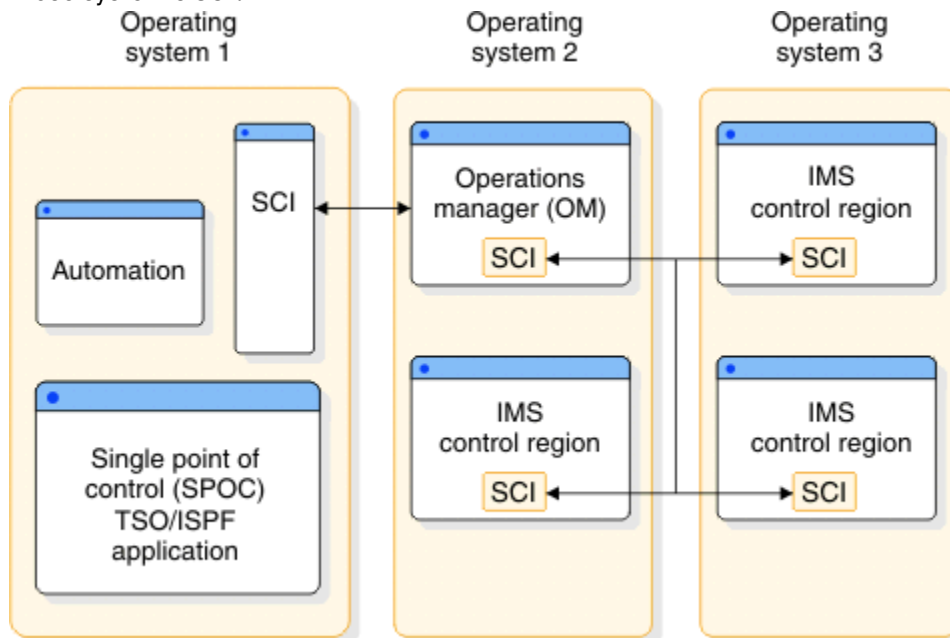 Operating
system 1
Operating
system 2
Operating
system 3
SCI
Automation
Single point of
control (SPOC)
TSO/ISPF
application
Operations
manager (OM)
SCI
IMS
control region
SCI
IMS
control region
SCI
IMS
control region
SCI